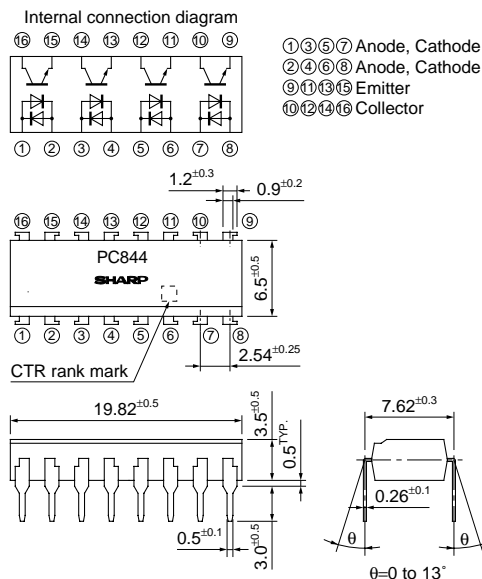 Internal connection diagram
⑯ ⑮ ⑭ ⑬ ⑫ ⑪ ⑩ ⑨
① ② ③ ④ ⑤ ⑥ ⑦ ⑧
①③⑤⑦ Anode, Cathode
②④⑥⑧ Anode, Cathode
⑨⑪⑬⑮ Emitter
⑩⑫⑭⑯ Collector
1.2±0.3
0.9±0.2
⑯ ⑮ ⑭ ⑬ ⑫ ⑪ ⑩ ⑨
PC844
SHARP
6.5±0.5
① ② ③ ④ ⑤ ⑥ ⑦ ⑧
CTR rank mark
2.54±0.25
19.82±0.5
3.5±0.5
0.5TYP.
7.62±0.3
0.5±0.1
3.0±0.5
0.26±0.1
θ θ
θ=0 to 13˚